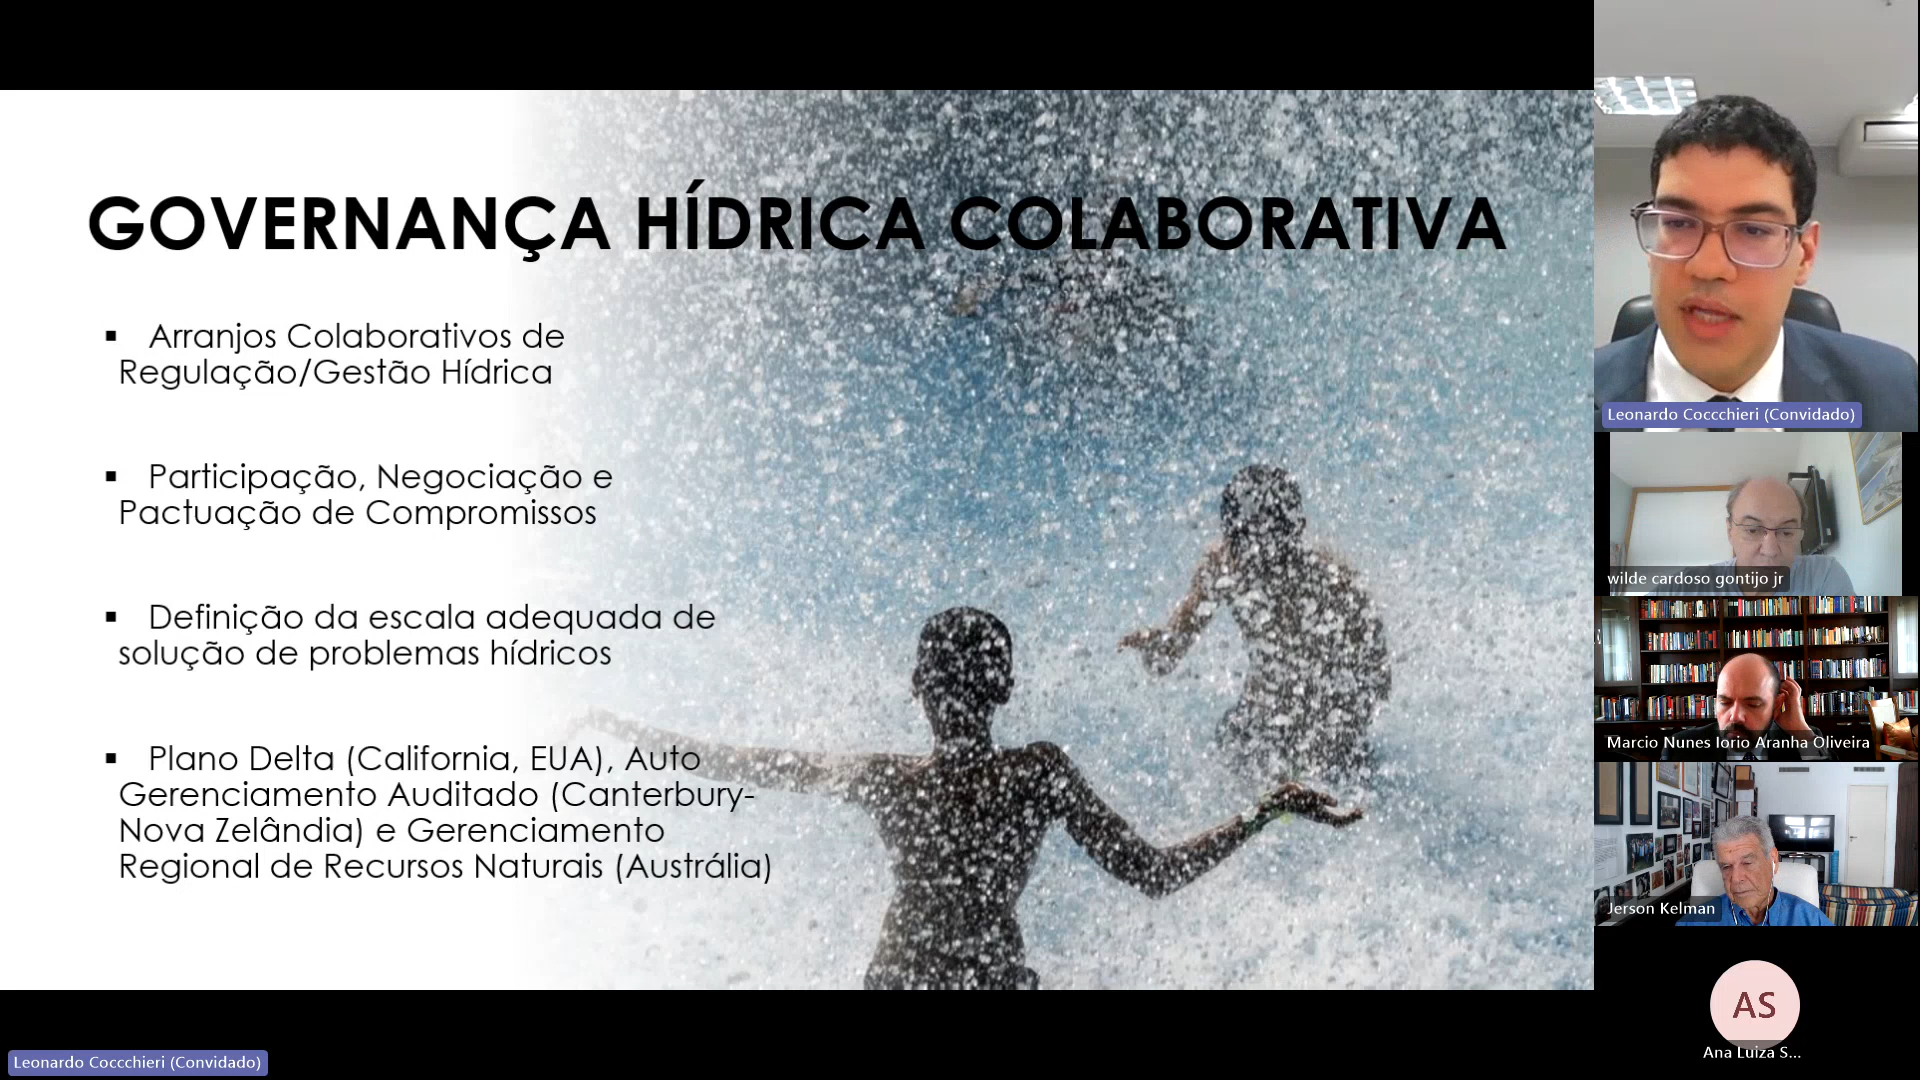 GOVERNANÇA HÍDRICA COLABORATIVA
▪ Arranjos Colaborativos de
Regulação/Gestão Hídrica
▪ Participação, Negociação e
Pactuação de Compromissos
▪ Definição da escala adequada de
solução de problemas hídricos
▪ Plano Delta (California, EUA), Auto
Gerenciamento Auditado (Canterbury-
Nova Zelândia) e Gerenciamento
Regional de Recursos Naturais (Austrália)
Leonardo Coccchieri (Convidado)
Leonardo Coccchieri (Convidado)
wilde cardoso gontijo jr
Marcio Nunes Iorio Aranha Oliveira
Jerson Kelman
AS
Ana Luiza S...